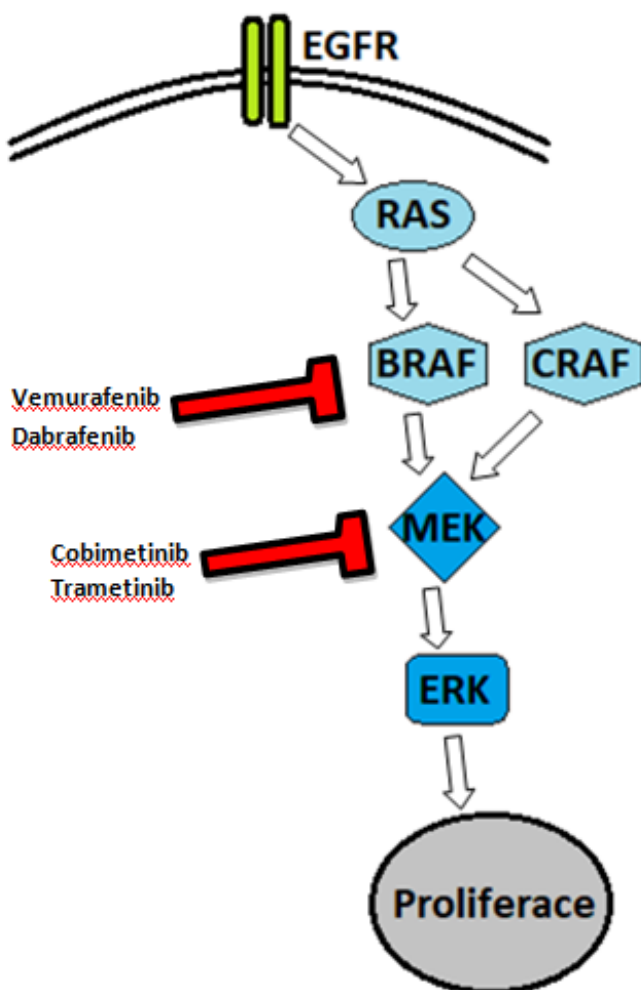 EGFR
RAS
BRAF
CRAF
Vemurafenib
Dabrafenib
MEK
Cobimetinib
Trametinib
ERK
Proliferace